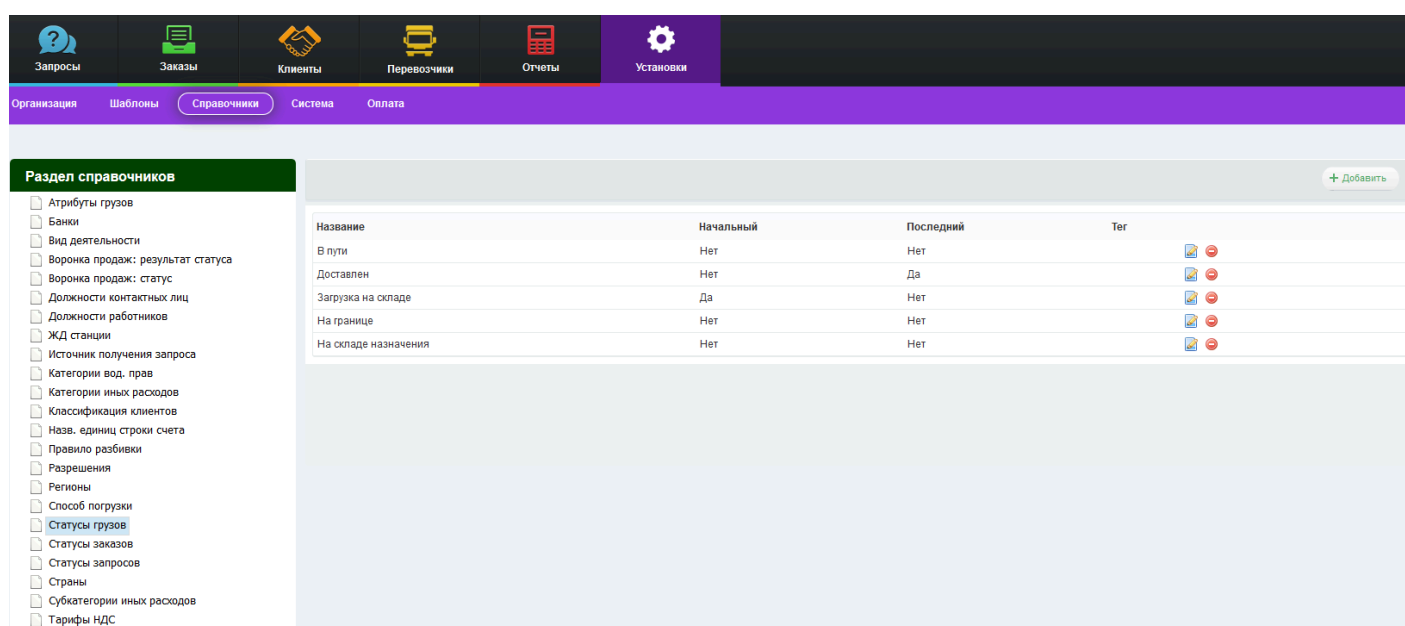 Запросы Заказы Клиенты Перевозчики Отчеты Установки
Организация Шаблоны Справочники Система Оплата
Раздел справочников
+ Добавить
Атрибуты грузов
Банки
Вид деятельности
Воронка продаж: результат статуса
Воронка продаж: статус
Должности контактных лиц
Должности работников
ЖД станции
Источник получения запроса
Категории вод. прав
Категории иных расходов
Классификация клиентов
Назв. единиц строки счета
Правило разбивки
Разрешения
Регионы
Способ погрузки
Статусы грузов
Статусы заказов
Статусы запросов
Страны
Субкатегории иных расходов
Тарифы НДС
Название Начальный Последний Тег
В пути Нет Нет
Доставлен Нет Да
Загрузка на складе Да Нет
На границе Нет Нет
На складе назначения Нет Нет